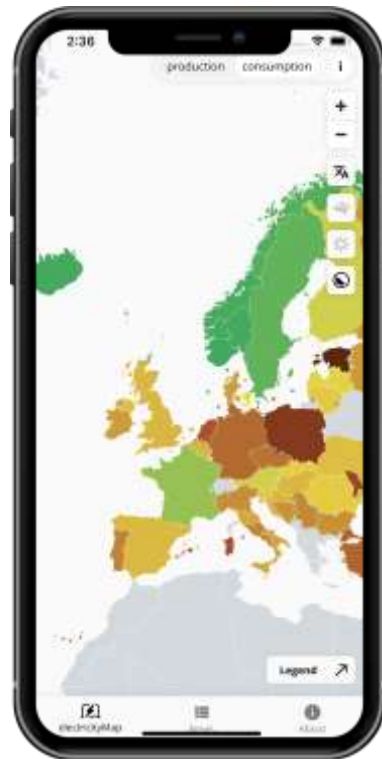 2:36
production consumption i
+
−
Legend
electricityMap
About